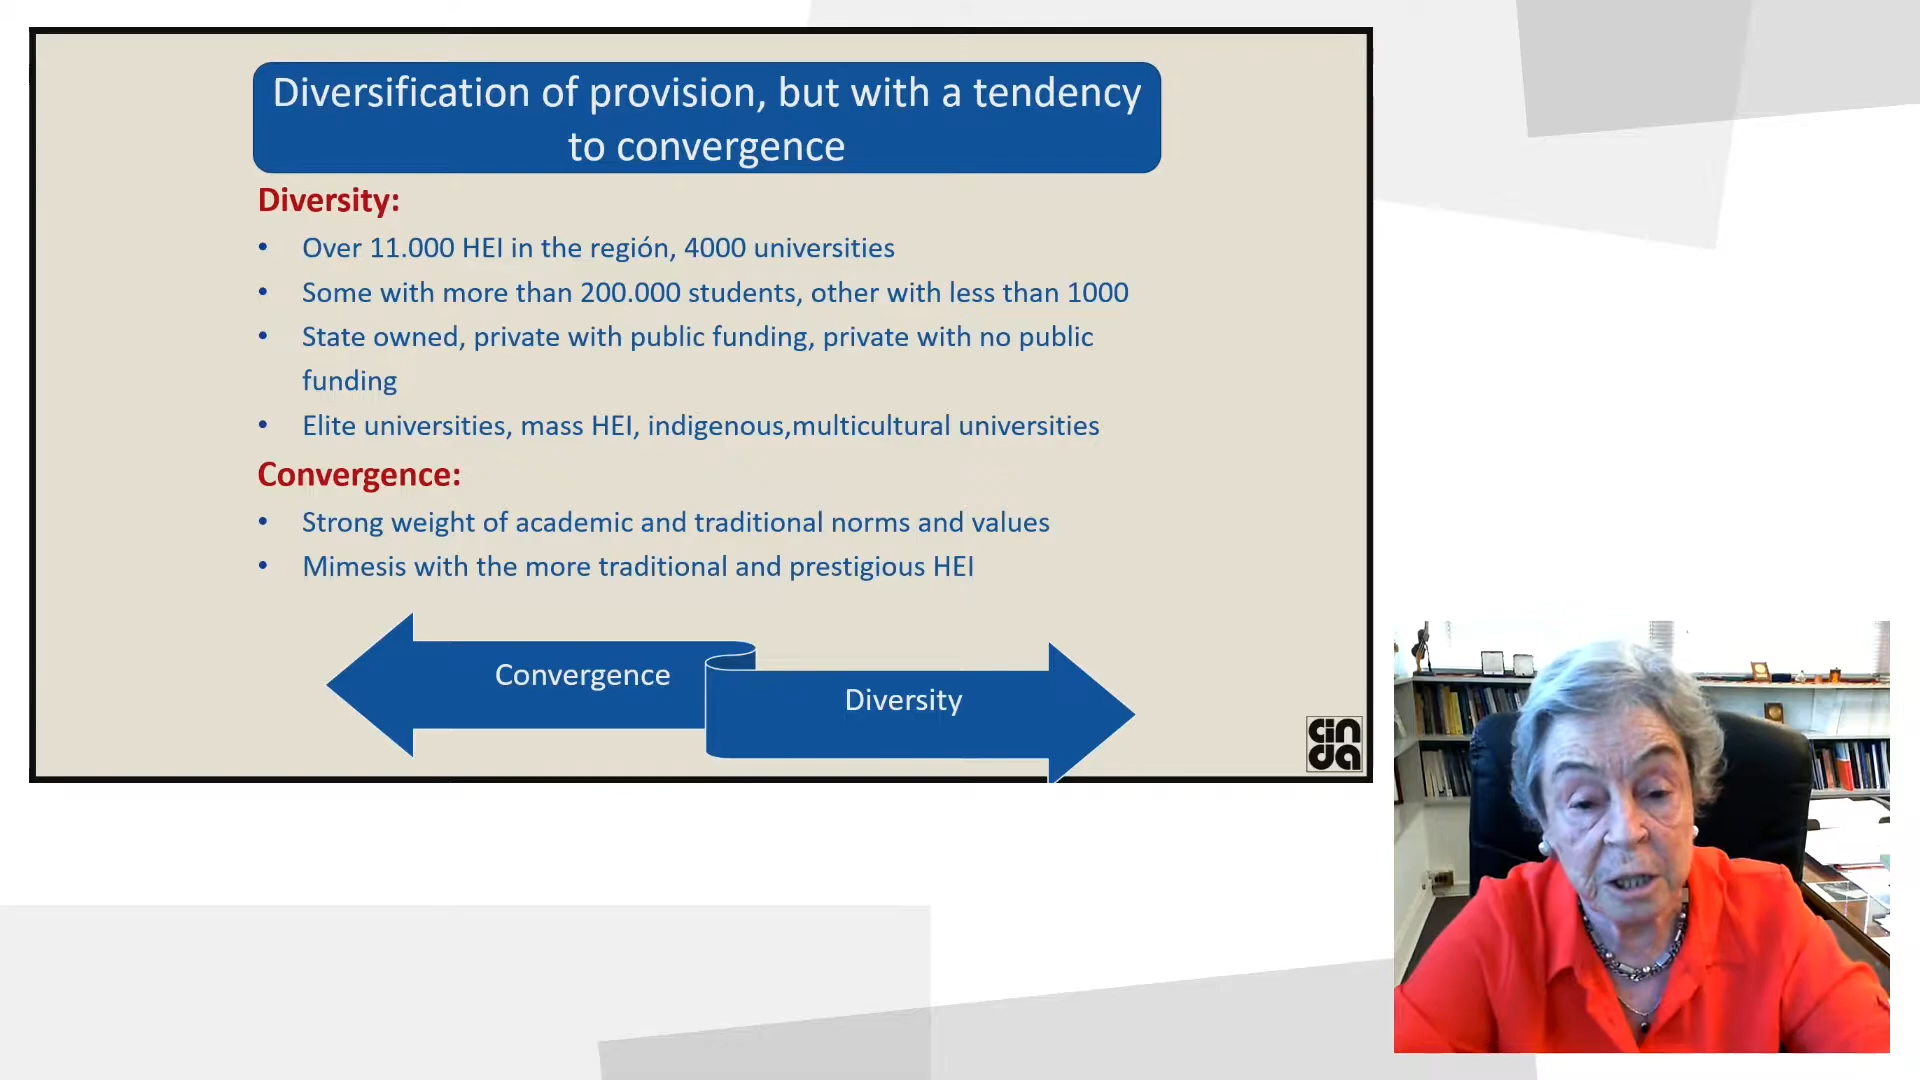 Diversification of provision, but with a tendency
to convergence
Diversity:
• Over 11.000 HEI in the región, 4000 universities
• Some with more than 200.000 students, other with less than 1000
• State owned, private with public funding, private with no public
funding
• Elite universities, mass HEI, indigenous,multicultural universities
Convergence:
• Strong weight of academic and traditional norms and values
• Mimesis with the more traditional and prestigious HEI
Convergence
Diversity
cin
da